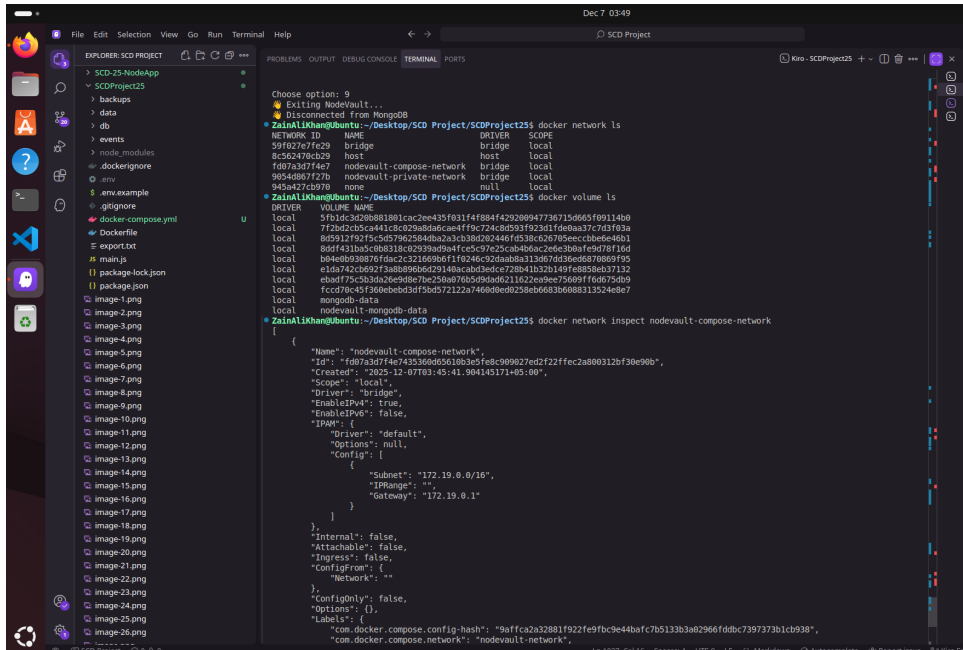 Dec 7 03:49
File Edit Selection View Go Run Terminal Help
SCD Project
EXPLORER: SCD PROJECT
SCD-25-NodeApp
SCDProject25
backups
data
db
events
node_modules
.dockerignore
.env
.env.example
.gitignore
docker-compose.yml U
Dockerfile
export.txt
main.js
package-lock.json
package.json
image-1.png
image-2.png
image-3.png
image-4.png
image-5.png
image-6.png
image-7.png
image-8.png
image-9.png
image-10.png
image-11.png
image-12.png
image-13.png
image-14.png
image-15.png
image-16.png
image-17.png
image-18.png
image-19.png
image-20.png
image-21.png
image-22.png
image-23.png
image-24.png
image-25.png
image-26.png
PROBLEMS OUTPUT DEBUG CONSOLE TERMINAL PORTS
Kiro - SCDProject25
Choose option: 9
👋 Exiting NodeVault...
👋 Disconnected from MongoDB
ZainAliKhan@Ubuntu:~/Desktop/SCD Project/SCDProject25$ docker network ls
NETWORK ID NAME DRIVER SCOPE
59f027e7fe29 bridge bridge local
8c562470cb29 host host local
fd07a3d7f4e7 nodevault-compose-network bridge local
9054d867f27b nodevault-private-network bridge local
945a427cb970 none null local
ZainAliKhan@Ubuntu:~/Desktop/SCD Project/SCDProject25$ docker volume ls
DRIVER VOLUME NAME
local 5fb1dc3d20b881801cac2ee435f031f4f884f429200947736715d665f09114b0
local 7f2bd2cb5ca441c8c029a8da6cae4ff9c724c8d593f923d1fde0aa37c7d3f03a
local 8d5912f92f5c5d57962584dba2a3cb38d202446fd538c626705eeccbbe6e46b1
local 8ddf431ba5c0b8318c02939ad9a4fce5c97e25cab4b6ac2e6e3b0afe9d78f16d
local b04e0b930876fdac2c321669b6f1f0246c92daab8a313d67dd36ed6870869f95
local e1da742cb692f3a8b896b6d29140acabd3edce728b41b32b149fe8858eb37132
local ebadf75c5b3da26e9d8e7be250a076b5d9dad6211622ea9ee75609ff6d675db9
local fccd70c45f360ebebd3df5bd572122a7460d0ed0258eb6683b6088313524e8e7
local mongodb-data
local nodevault-mongodb-data
ZainAliKhan@Ubuntu:~/Desktop/SCD Project/SCDProject25$ docker network inspect nodevault-compose-network
[
{
"Name": "nodevault-compose-network",
"Id": "fd07a3d7f4e7435360d65610b3e5fe8c909027ed2f22ffec2a800312bf30e90b",
"Created": "2025-12-07T03:45:41.904145171+05:00",
"Scope": "local",
"Driver": "bridge",
"EnableIPv4": true,
"EnableIPv6": false,
"IPAM": {
"Driver": "default",
"Options": null,
"Config": [
{
"Subnet": "172.19.0.0/16",
"IPRange": "",
"Gateway": "172.19.0.1"
}
]
},
"Internal": false,
"Attachable": false,
"Ingress": false,
"ConfigFrom": {
"Network": ""
},
"ConfigOnly": false,
"Options": {},
"Labels": {
"com.docker.compose.config-hash": "9affca2a32881f922fe9fbc9e44bafc7b5133b3a02966fddbc7397373b1cb938",
"com.docker.compose.network": "nodevault-network",